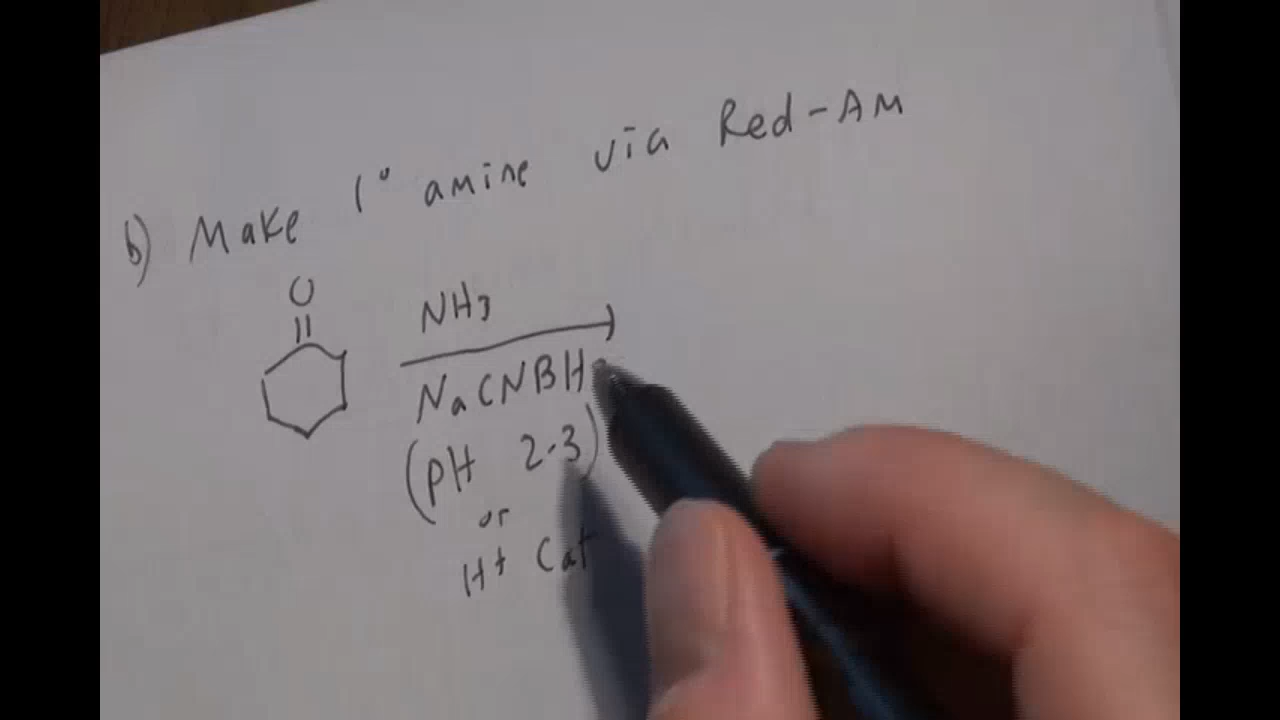 b) Make 1° amine via Red-Am
O
NH3
NaCNBH
(pH 2-3)
or
H+ Cat